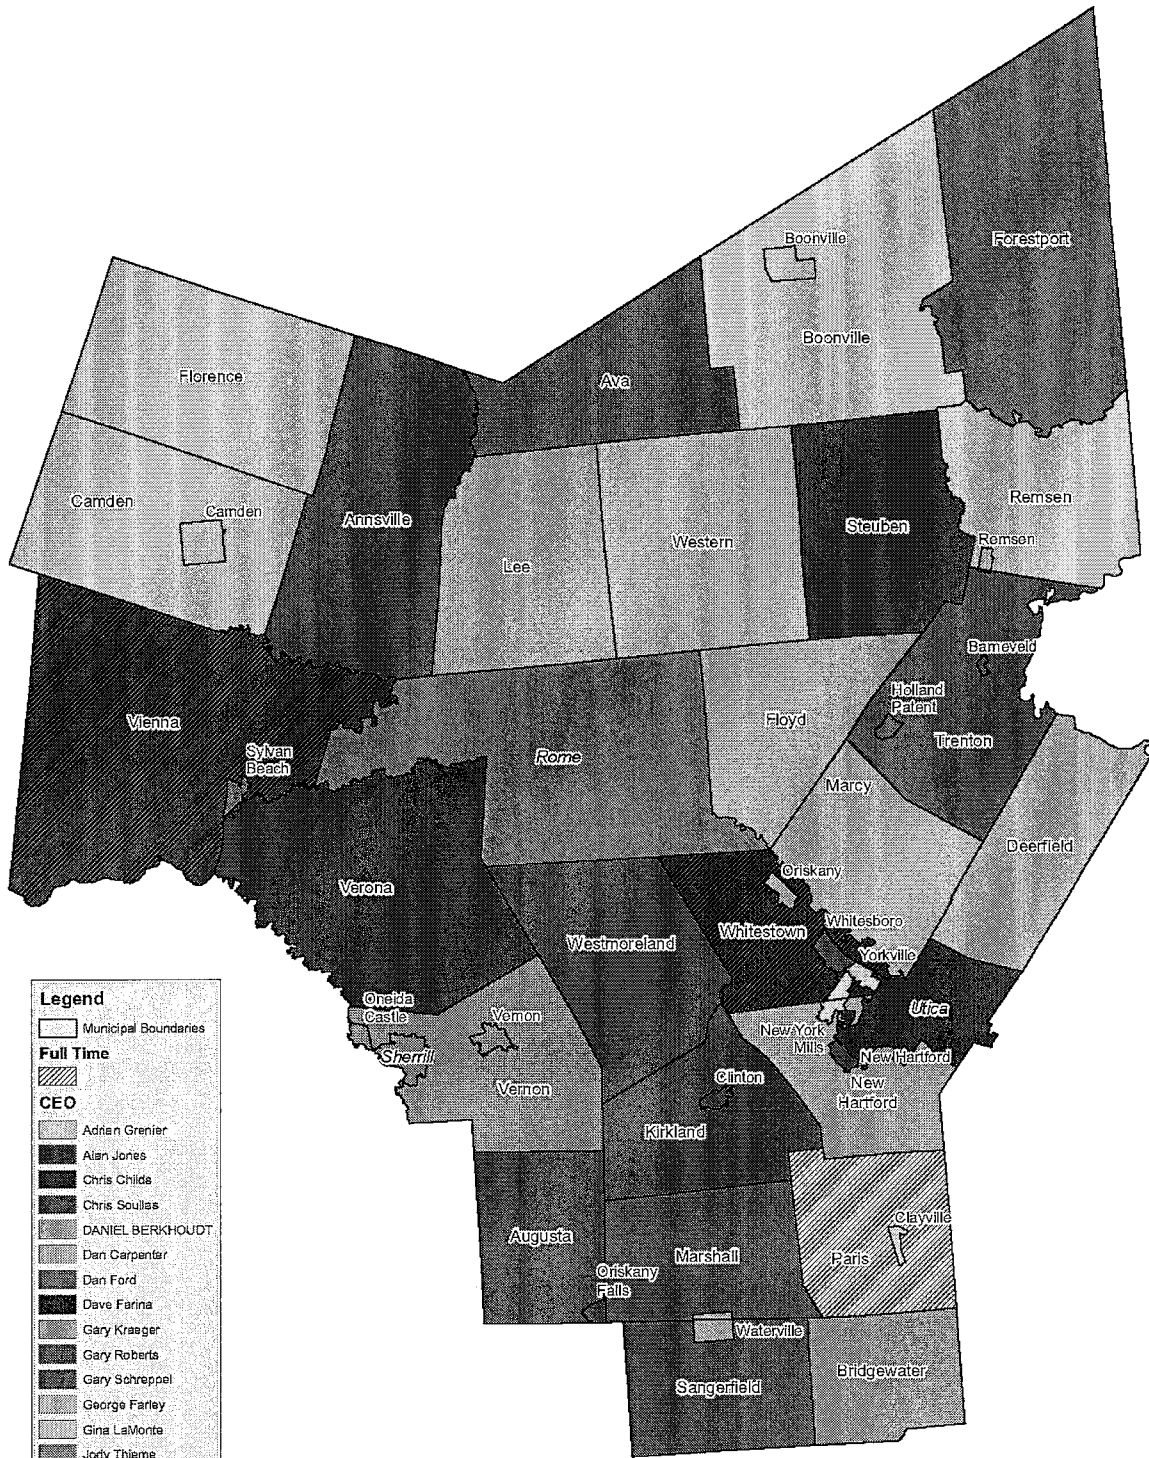 Boonville
Forestport
Boonville
Florence
Ava
Camden
Camden
Annsville
Lee
Western
Steuben
Remsen
Remsen
Barneveld
Holland
Patent
Trenton
Vienna
Sylvan
Beach
Rome
Floyd
Marcy
Deerfield
Verona
Oriskany
Whitesboro
Whitestown
Yorkville
Westmoreland
Utica
Oneida
Castle
Vernon
Sherrill
Vernon
New York
Mills
New Hartford
New
Hartford
Clinton
Kirkland
Augusta
Marshall
Oriskany
Falls
Paris
Clayville
Waterville
Sangerfield
Bridgewater
Legend
Municipal Boundaries
Full Time
CEO
Adrian Grenier
Alan Jones
Chris Childs
Chris Soullas
DANIEL BERKHOUDT
Dan Carpenter
Dan Ford
Dave Farina
Gary Kraeger
Gary Roberts
Gary Schreppel
George Farley
Gina LaMonte
Jody Thieme